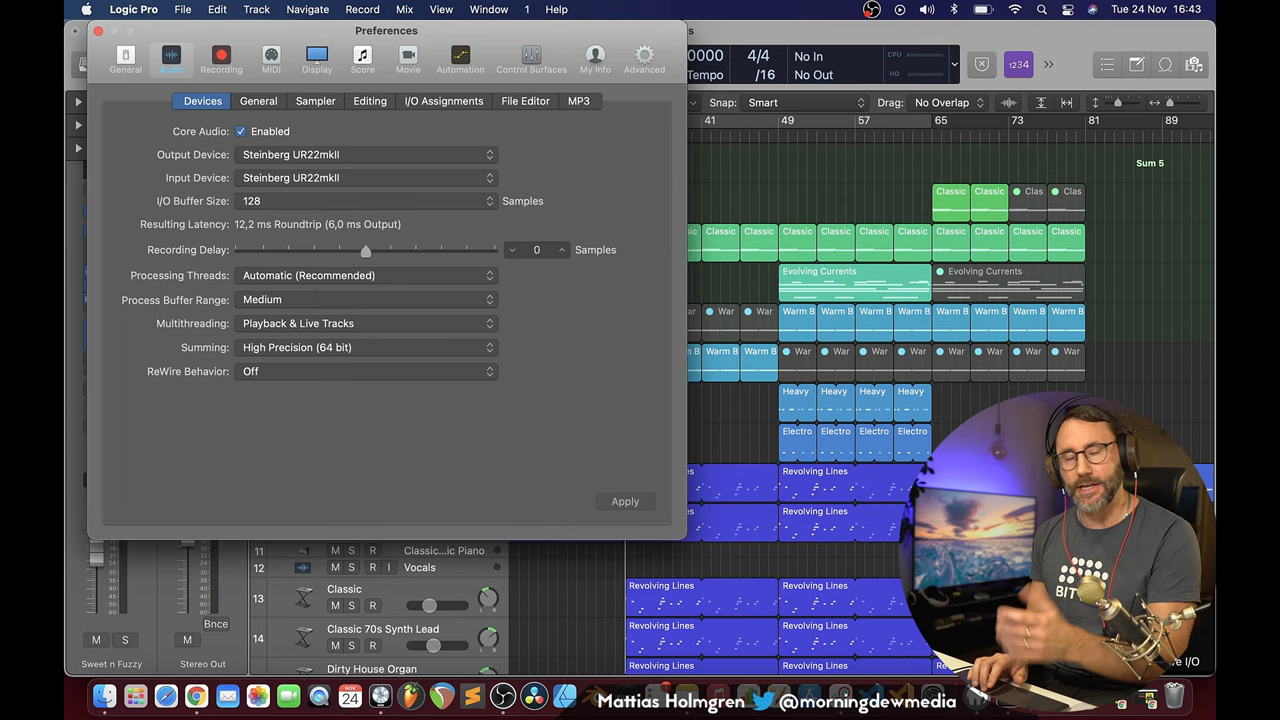 Logic Pro File Edit Track Navigate Record Mix View Window 1 Help Tue 24 Nov 16:43
Preferences
General Audio Recording MIDI Display Score Movie Automation Control Surfaces My Info Advanced
0000 4/4 No In CPU
Tempo /16 No Out HD
1234
Devices General Sampler Editing I/O Assignments File Editor MP3
Snap: Smart Drag: No Overlap
41 49 57 65 73 81 89
Core Audio: Enabled
Output Device: Steinberg UR22mkII
Input Device: Steinberg UR22mkII
I/O Buffer Size: 128 Samples
Resulting Latency: 12,2 ms Roundtrip (6,0 ms Output)
Recording Delay: 0 Samples
Processing Threads: Automatic (Recommended)
Process Buffer Range: Medium
Multithreading: Playback & Live Tracks
Summing: High Precision (64 bit)
ReWire Behavior: Off
Apply
Sum 5
Classic Classic Clas Clas
Classic Classic Classic Classic Classic Classic Classic Classic Classic Classic
Evolving Currents Evolving Currents
War War War Warm B Warm B Warm B Warm B Warm B Warm B Warm B Warm B
Warm B Warm B War War War War War War War War
Heavy Heavy Heavy Heavy
Electro Electro Electro Electro
Revolving Lines
Revolving Lines
11 M S R Classic...ic Piano
12 M S R I Vocals
13 Classic
M S R L R
Revolving Lines Revolving Lines
14 Classic 70s Synth Lead
M S R L R
Revolving Lines Revolving Lines
Dirty House Organ
Revolving Lines Revolving Lines
Bnce
M S M
Sweet n Fuzzy Stereo Out
BIT
I/O
NOV
24
Mattias Holmgren @morningdewmedia